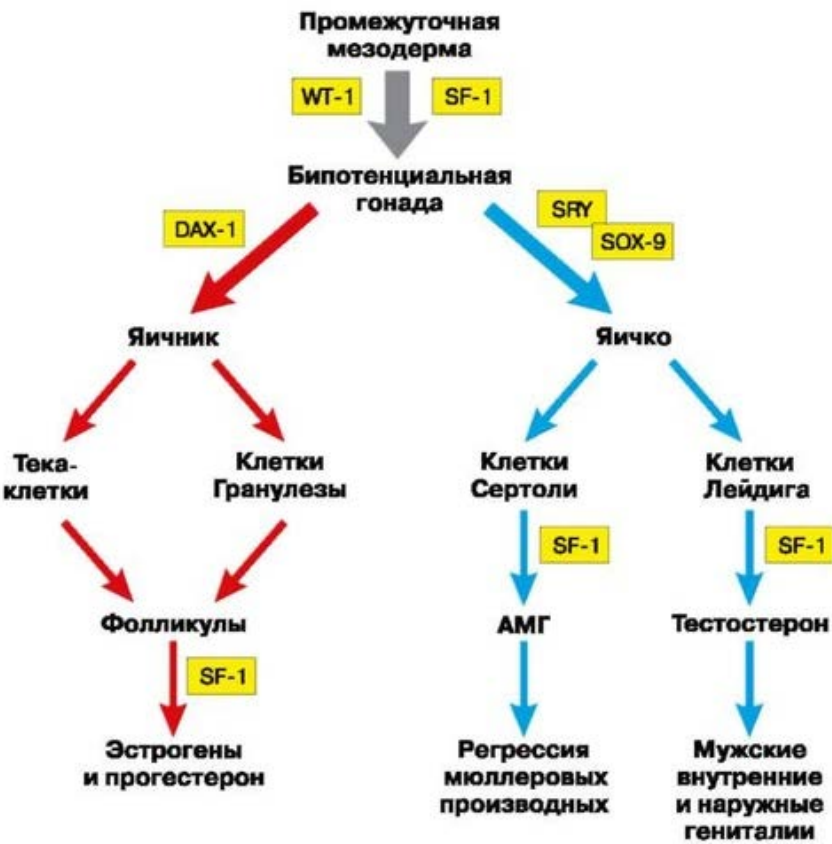 Промежуточная
мезодерма
WT-1
SF-1
Бипотенциальная
гонада
DAX-1
SRY
SOX-9
Яичник
Яичко
Тека-
клетки
Клетки
Гранулезы
Клетки
Сертоли
Клетки
Лейдига
SF-1
SF-1
Фолликулы
АМГ
Тестостерон
SF-1
Эстрогены
и прогестерон
Регрессия
мюллеровых
производных
Мужские
внутренние
и наружные
гениталии